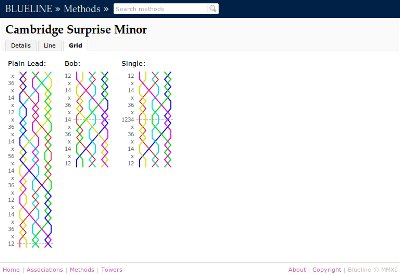 BLUELINE » Methods » Search methods
Cambridge Surprise Minor
Details Line Grid
Plain Lead: Bob: Single:
x 12 12
36 x x
x 14 14
14 x x
x 36 36
12 x x
x 14 1234
36 x x
x 36 36
14 x x
x 14 14
56 x x
x 12 12
14
x
36
x
12
x
14
x
36
x
12
Home | Associations | Methods | Towers About | Copyright | Blueline © MMXI